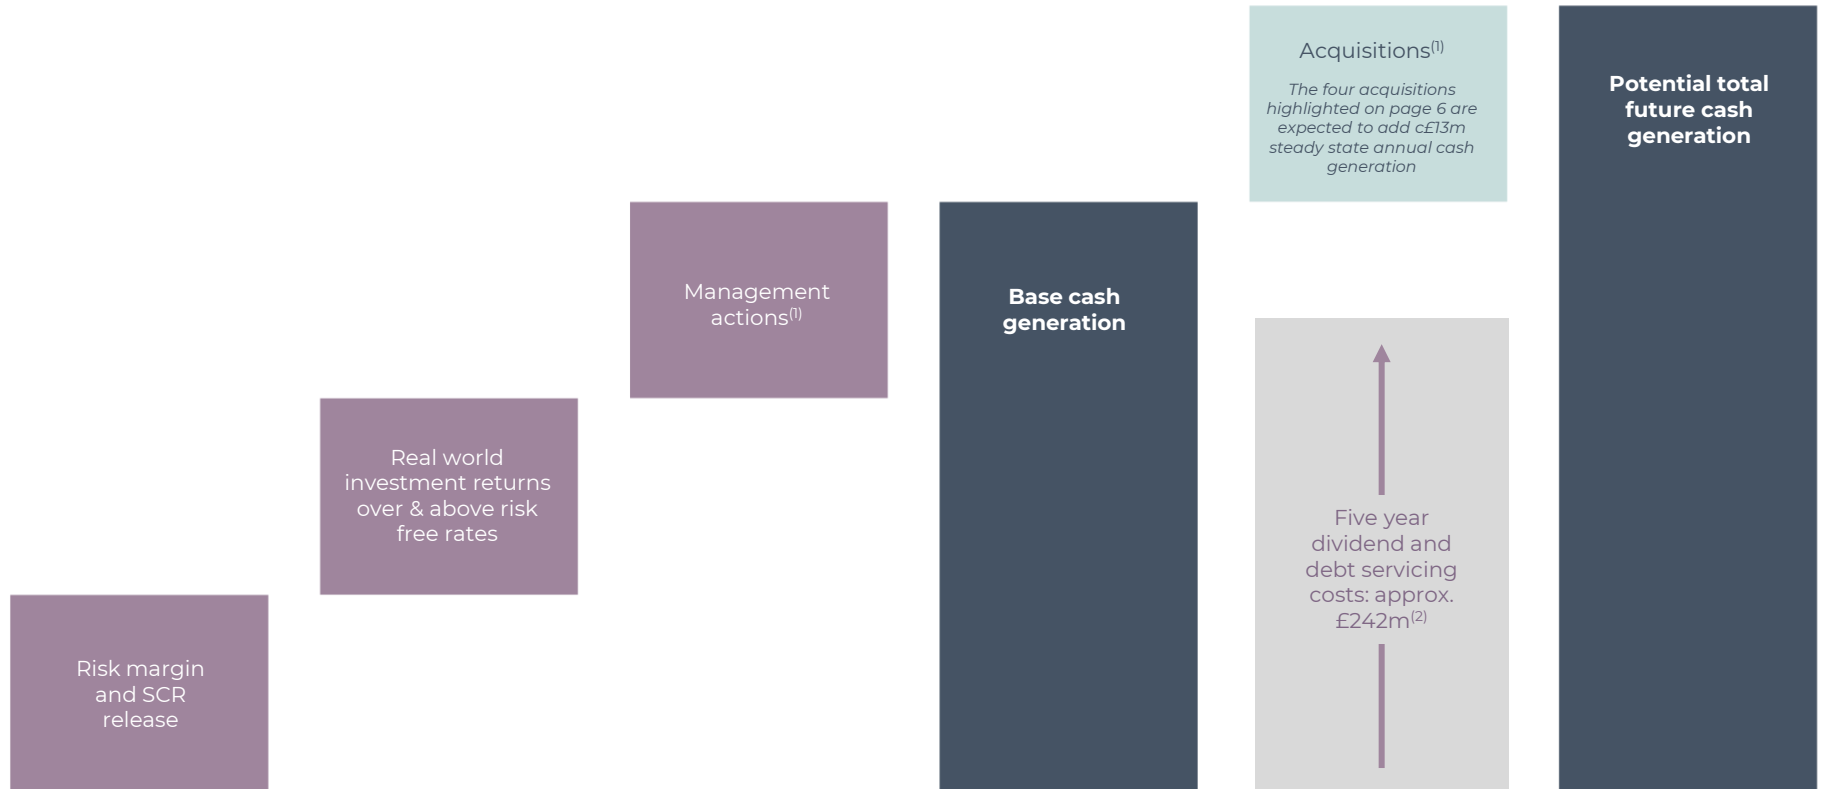 Risk margin
and SCR
release
Real world
investment returns
over & above risk
free rates
Management
actions(1)
Base cash
generation
Acquisitions(1)
The four acquisitions
highlighted on page 6 are
expected to add c£13m
steady state annual cash
generation
Five year
dividend and
debt servicing
costs: approx.
£242m(2)
Potential total
future cash
generation